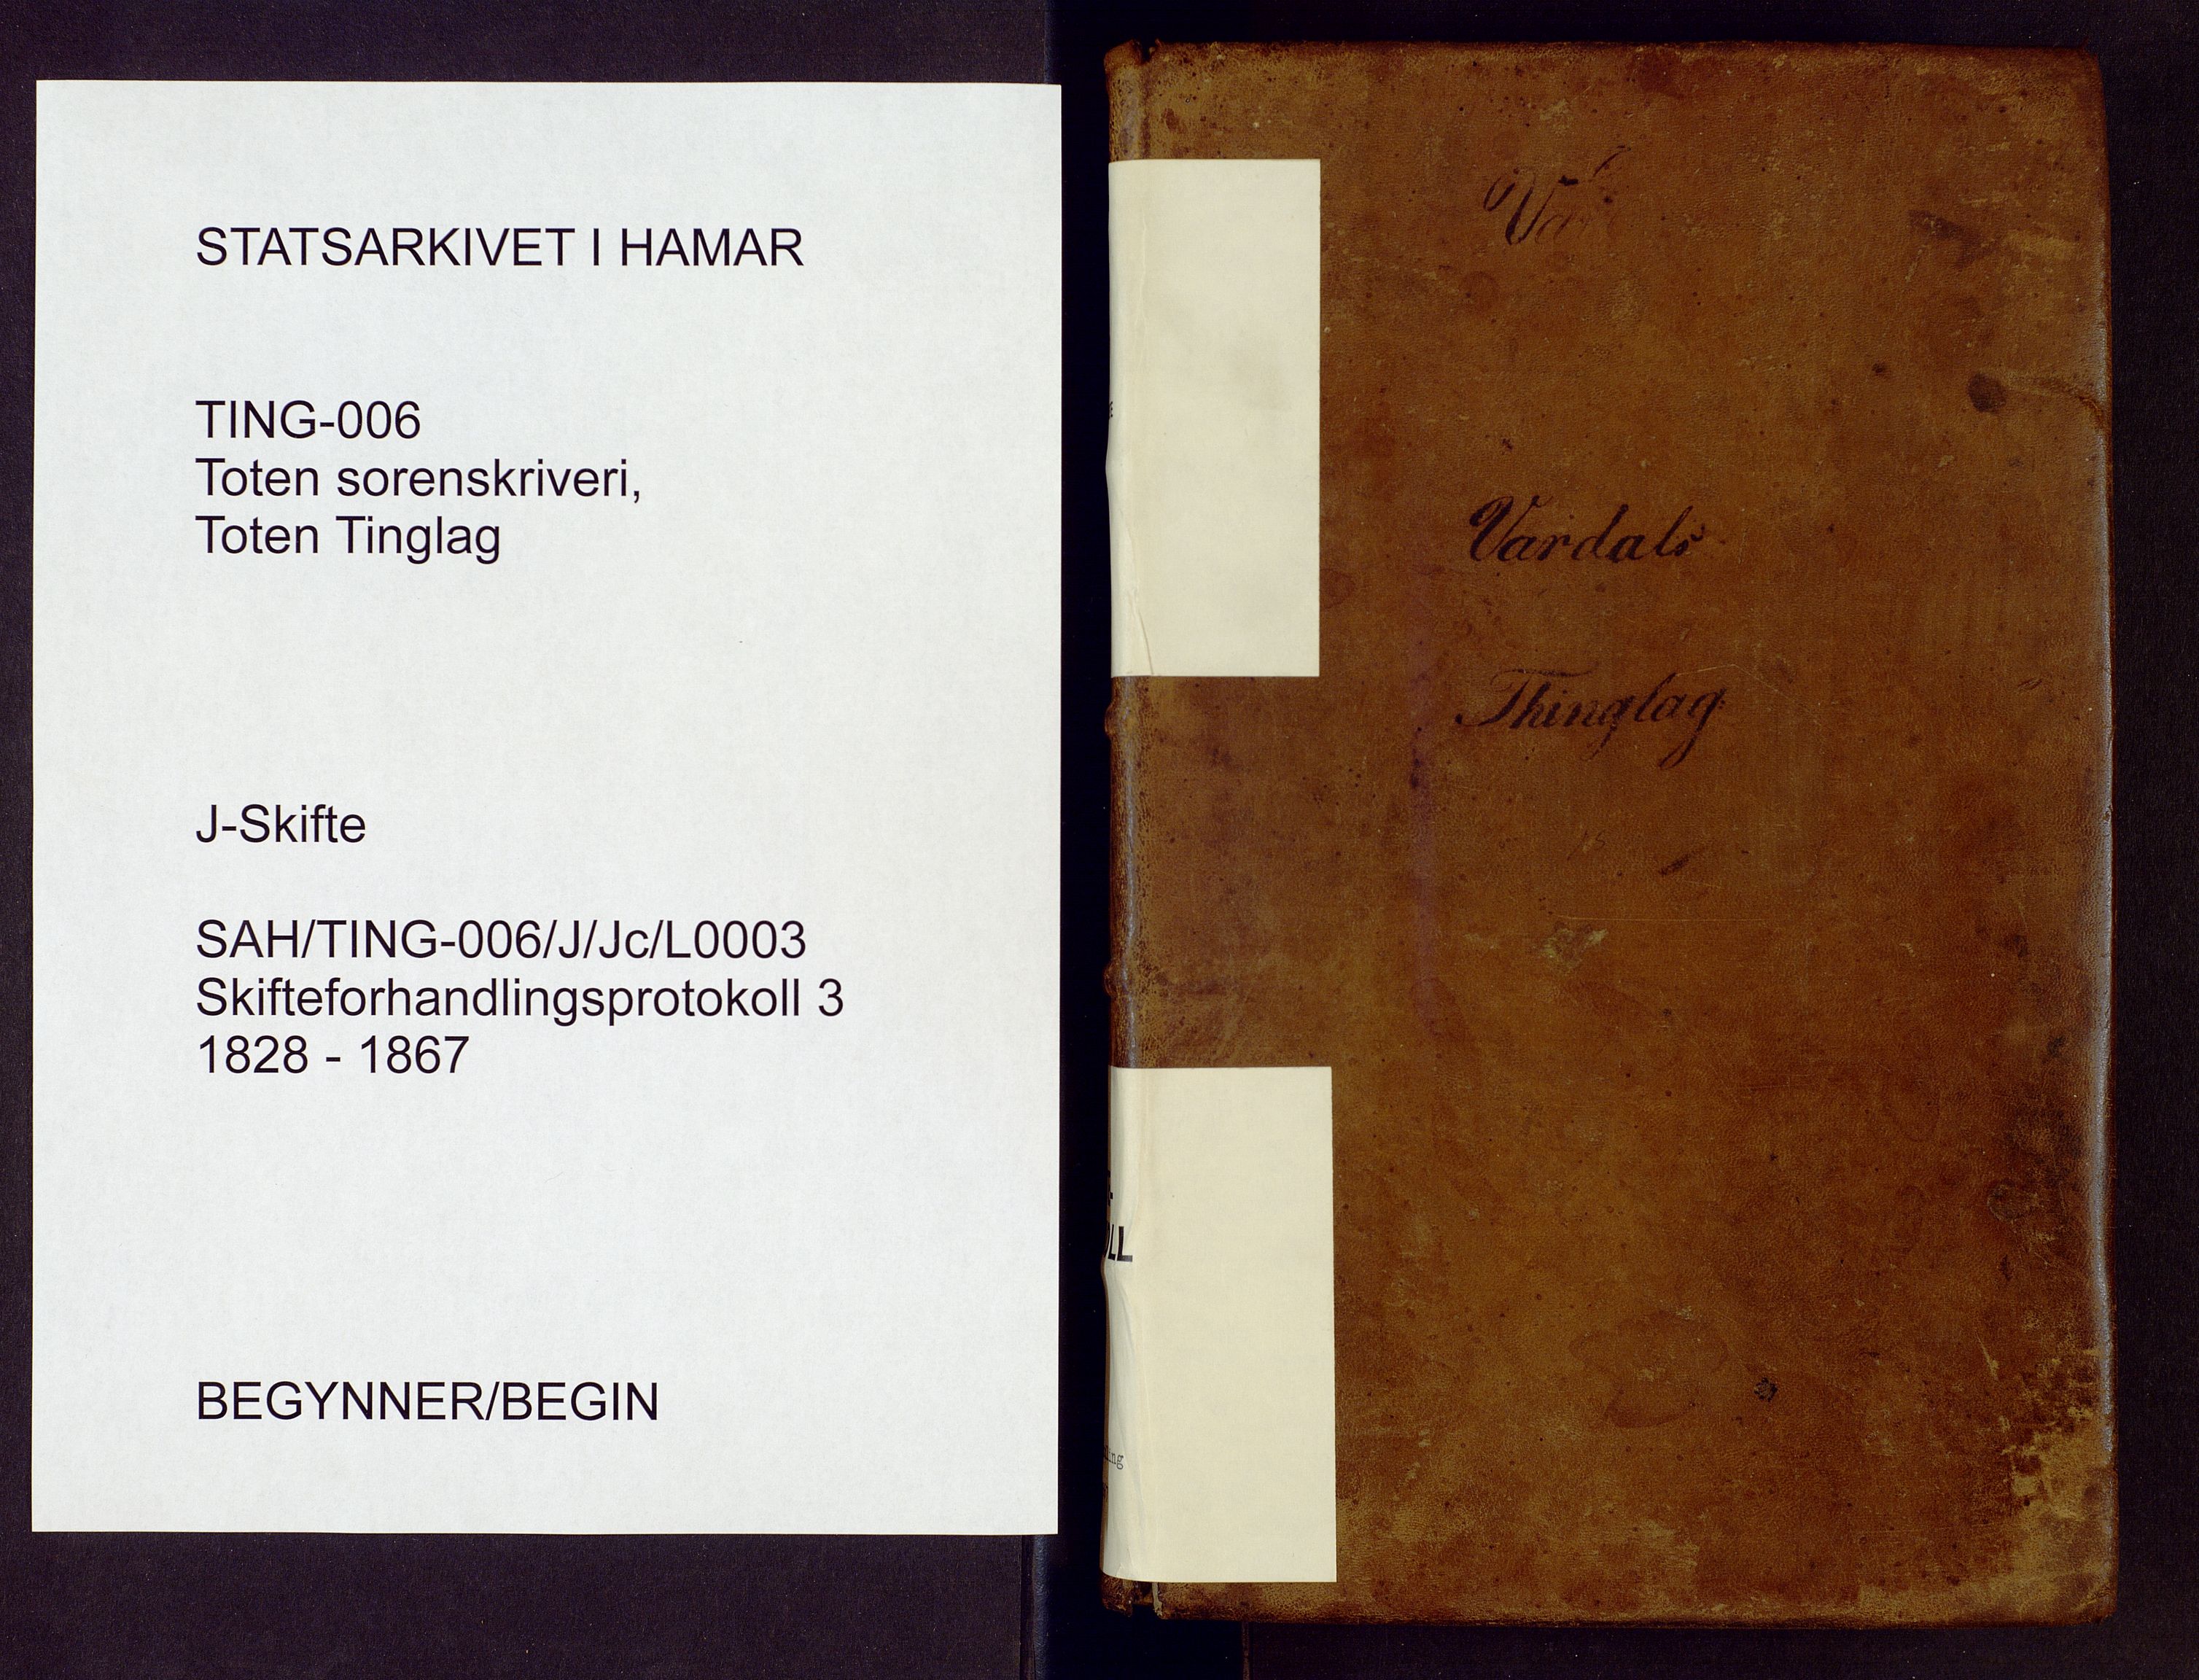 STATSARKIVET I HAMAR
TING-006
Toten sorenskriveri,
Toten Tinglag
J-Skifte
SAH/TING-006/J/Jc/L0003
Skifteforhandlingsprotokoll 3
1828 - 1867
BEGYNNER/BEGIN
Vardals
Thinglag